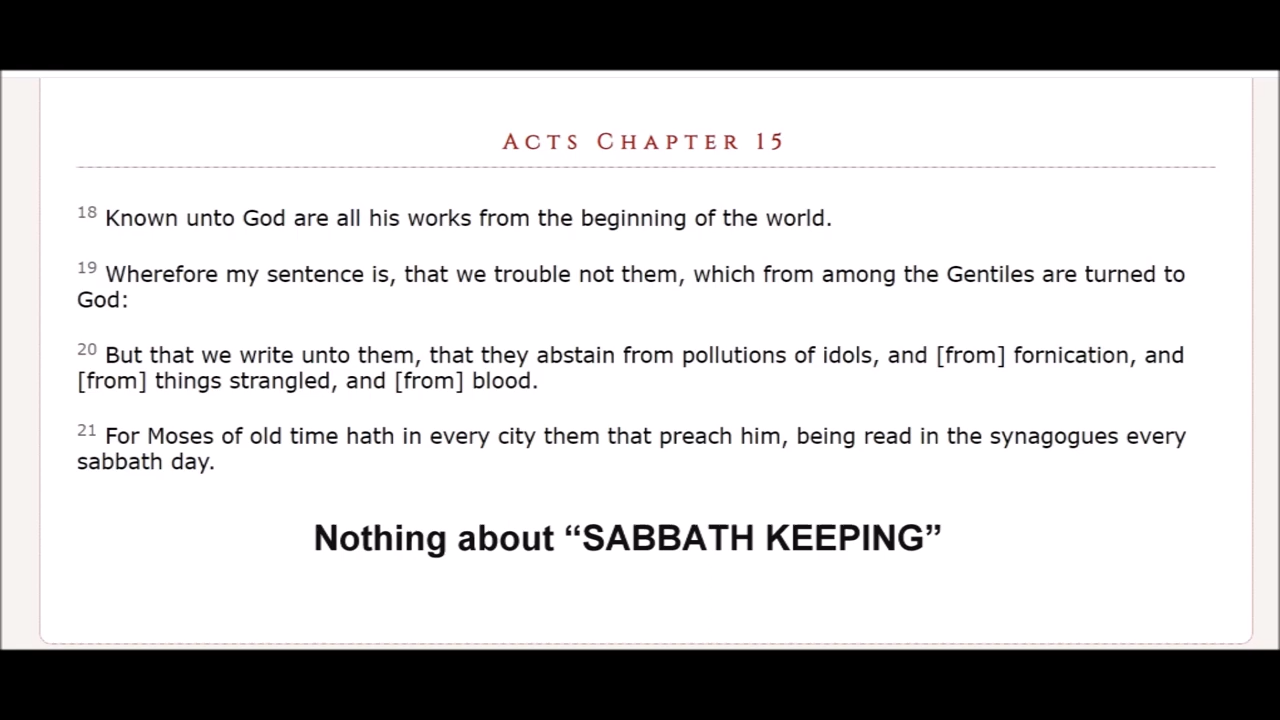 Acts Chapter 15
18 Known unto God are all his works from the beginning of the world.
19 Wherefore my sentence is, that we trouble not them, which from among the Gentiles are turned to
God:
20 But that we write unto them, that they abstain from pollutions of idols, and [from] fornication, and
[from] things strangled, and [from] blood.
21 For Moses of old time hath in every city them that preach him, being read in the synagogues every
sabbath day.
Nothing about “SABBATH KEEPING”